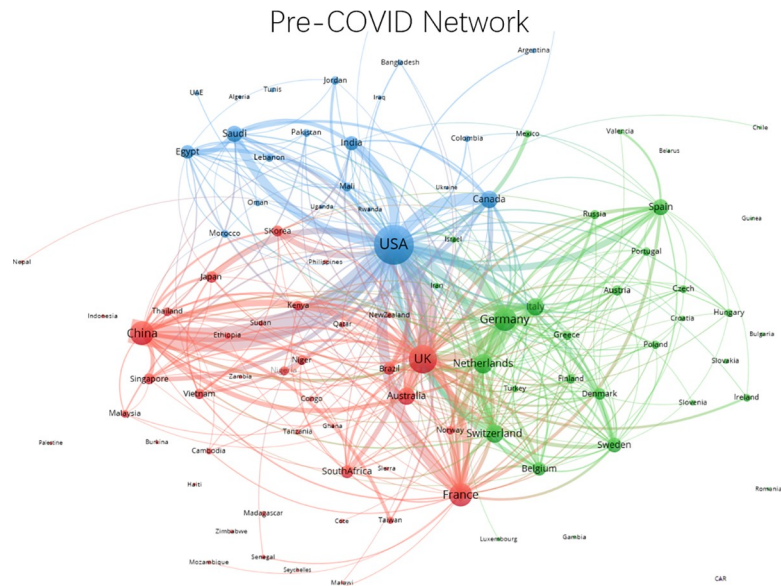 Pre-COVID Network
Argentina
Bangladesh
Jordan
UAE
Algeria
Tunis
Iraq
Saudi
Pakistan
India
Colombia
Mexico
Valencia
Chile
Egypt
Lebanon
Belarus
Mali
Ukraine
Oman
Uganda
Rwanda
Canada
Spain
Russia
Guinea
Morocco
SKorea
USA
Israel
Portugal
Nepal
Philippines
Japan
Iran
Austria
Czech
Kenya
Italy
Indonesia
Thailand
NewZealand
Germany
Croatia
Hungary
China
Sudan
Qatar
Ethiopia
Greece
Bulgaria
Poland
UK
Niger
Netherlands
Slovakia
Nigeria
Brazil
Singapore
Zambia
Finland
Turkey
Vietnam
Congo
Australia
Denmark
Ireland
Slovenia
Malaysia
Ghana
Tanzania
Norway
Switzerland
Palestine
Burkina
Cambodia
Sweden
SouthAfrica
Sierra
Belgium
Haiti
Romania
France
Madagascar
Cote
Taiwan
Zimbabwe
Luxembourg
Gambia
Senegal
Mozambique
Seychelles
Malawi
CAR